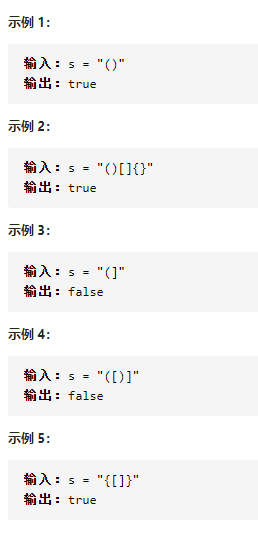 示例 1：
输入：s = "()"
输出：true
示例 2：
输入：s = "()[]{}"
输出：true
示例 3：
输入：s = "(]"
输出：false
示例 4：
输入：s = "([)]"
输出：false
示例 5：
输入：s = "{[]}"
输出：true